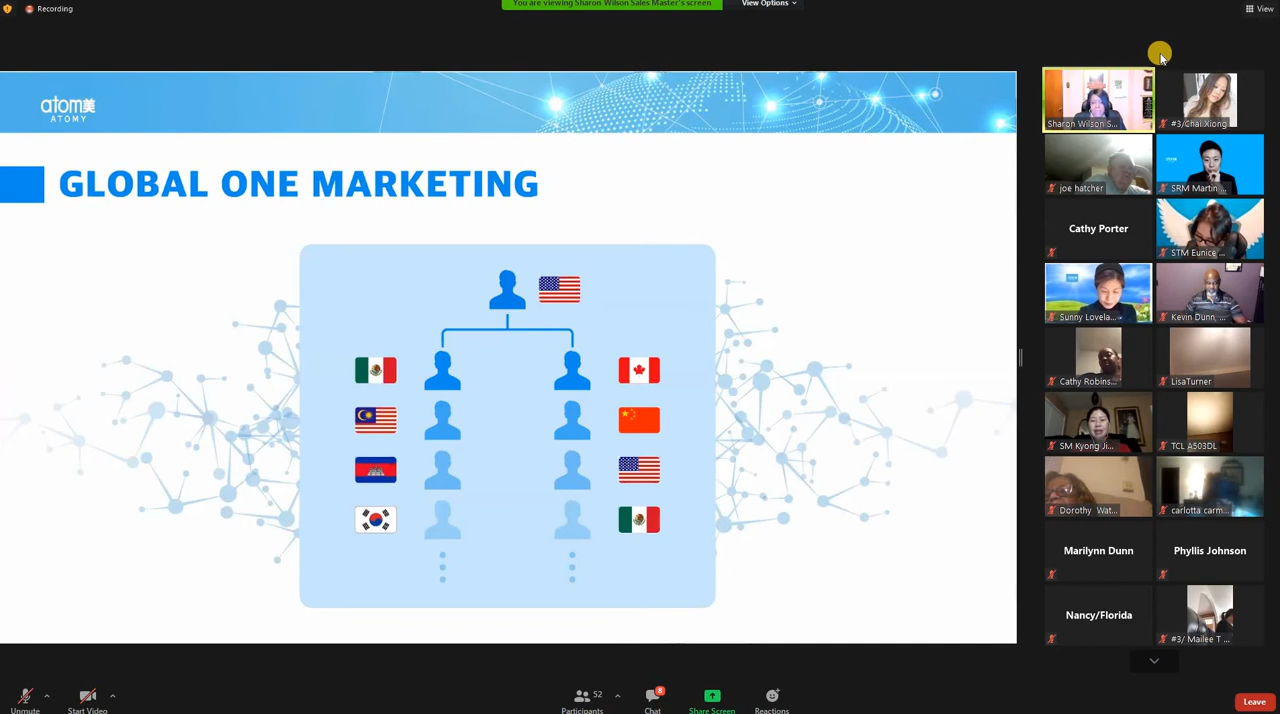 Recording
You are viewing Sharon Wilson Sales Master's screen
View Options
View
atom美
ATOMY
GLOBAL ONE MARKETING
Sharon Wilson S...
#3/Chai Xiong
joe hatcher
SRM Martin ...
Cathy Porter
STM Eunice ...
Sunny Lovela...
Kevin Dunn, ...
Cathy Robins...
LisaTurner
SM Kyong Ji...
TCL A503DL
Dorothy Wat...
carlotta carm...
Marilynn Dunn
Phyllis Johnson
Nancy/Florida
#3/ Mailee T ...
Unmute
Start Video
Participants
52
Chat
8
Share Screen
Reactions
Leave